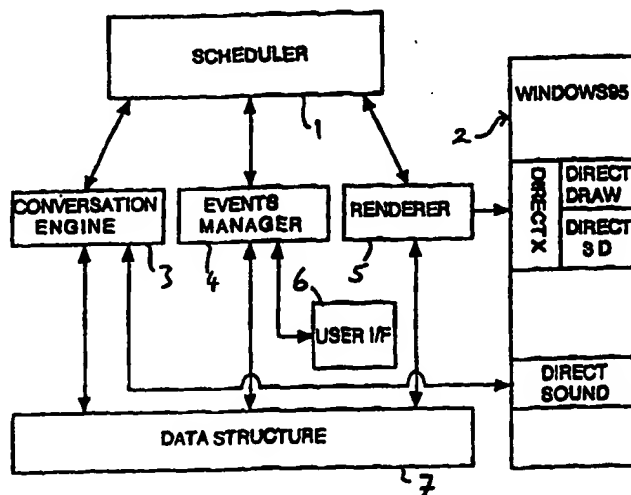 SCHEDULER
1
WINDOWS95
2
DIRECT X
DIRECT
DRAW
DIRECT
3 D
CONVERSATION
ENGINE
3
EVENTS
MANAGER
4
RENDERER
5
6
USER I/F
DIRECT
SOUND
DATA STRUCTURE
7